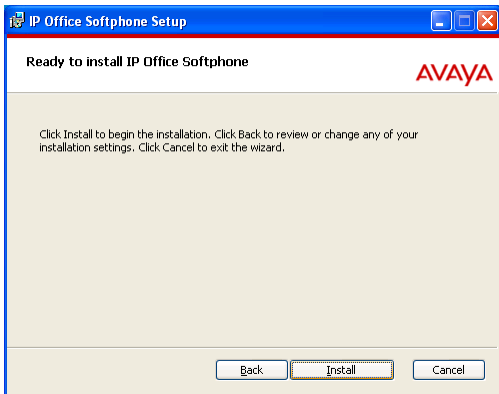 IP Office Softphone Setup
Ready to install IP Office Softphone
AVAYA
Click Install to begin the installation. Click Back to review or change any of your
installation settings. Click Cancel to exit the wizard.
Back Install Cancel